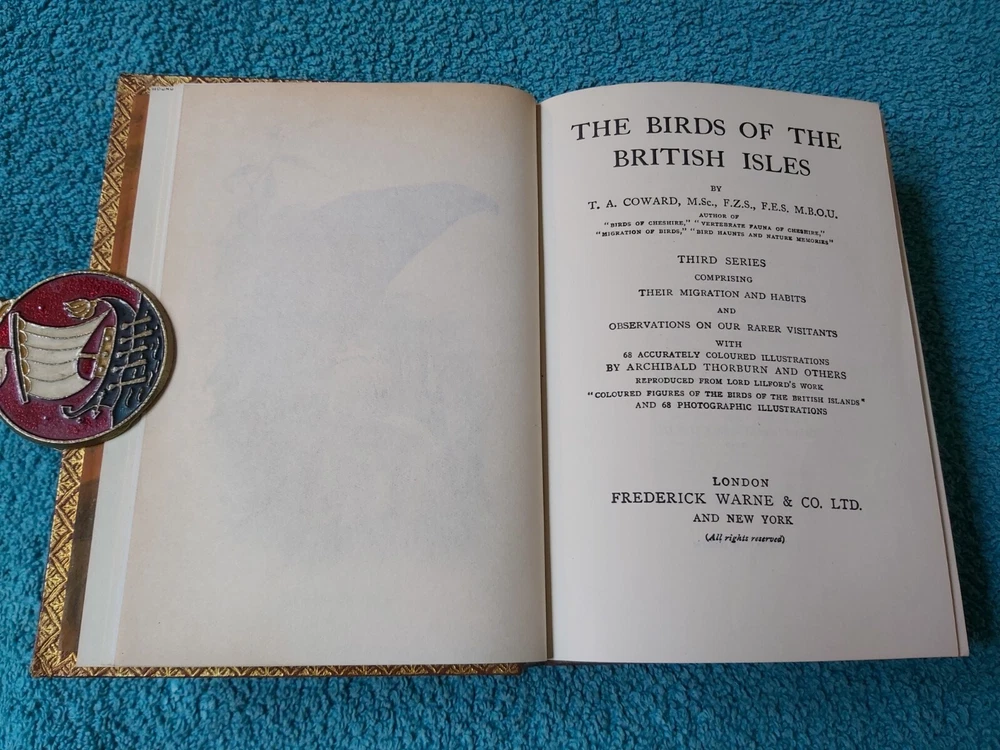 THE BIRDS OF THE
BRITISH ISLES
BY
T. A. COWARD, M.Sc., F.Z.S., F.E.S. M.B.O.U.
AUTHOR OF
"BIRDS OF CHESHIRE," "VERTEBRATE FAUNA OF CHESHIRE,"
"MIGRATION OF BIRDS," "BIRD HAUNTS AND NATURE MEMORIES"
THIRD SERIES
COMPRISING
THEIR MIGRATION AND HABITS
AND
OBSERVATIONS ON OUR RARER VISITANTS
WITH
68 ACCURATELY COLOURED ILLUSTRATIONS
BY ARCHIBALD THORBURN AND OTHERS
REPRODUCED FROM LORD LILFORD'S WORK
"COLOURED FIGURES OF THE BIRDS OF THE BRITISH ISLANDS"
AND 68 PHOTOGRAPHIC ILLUSTRATIONS
LONDON
FREDERICK WARNE & CO. LTD.
AND NEW YORK
(All rights reserved)